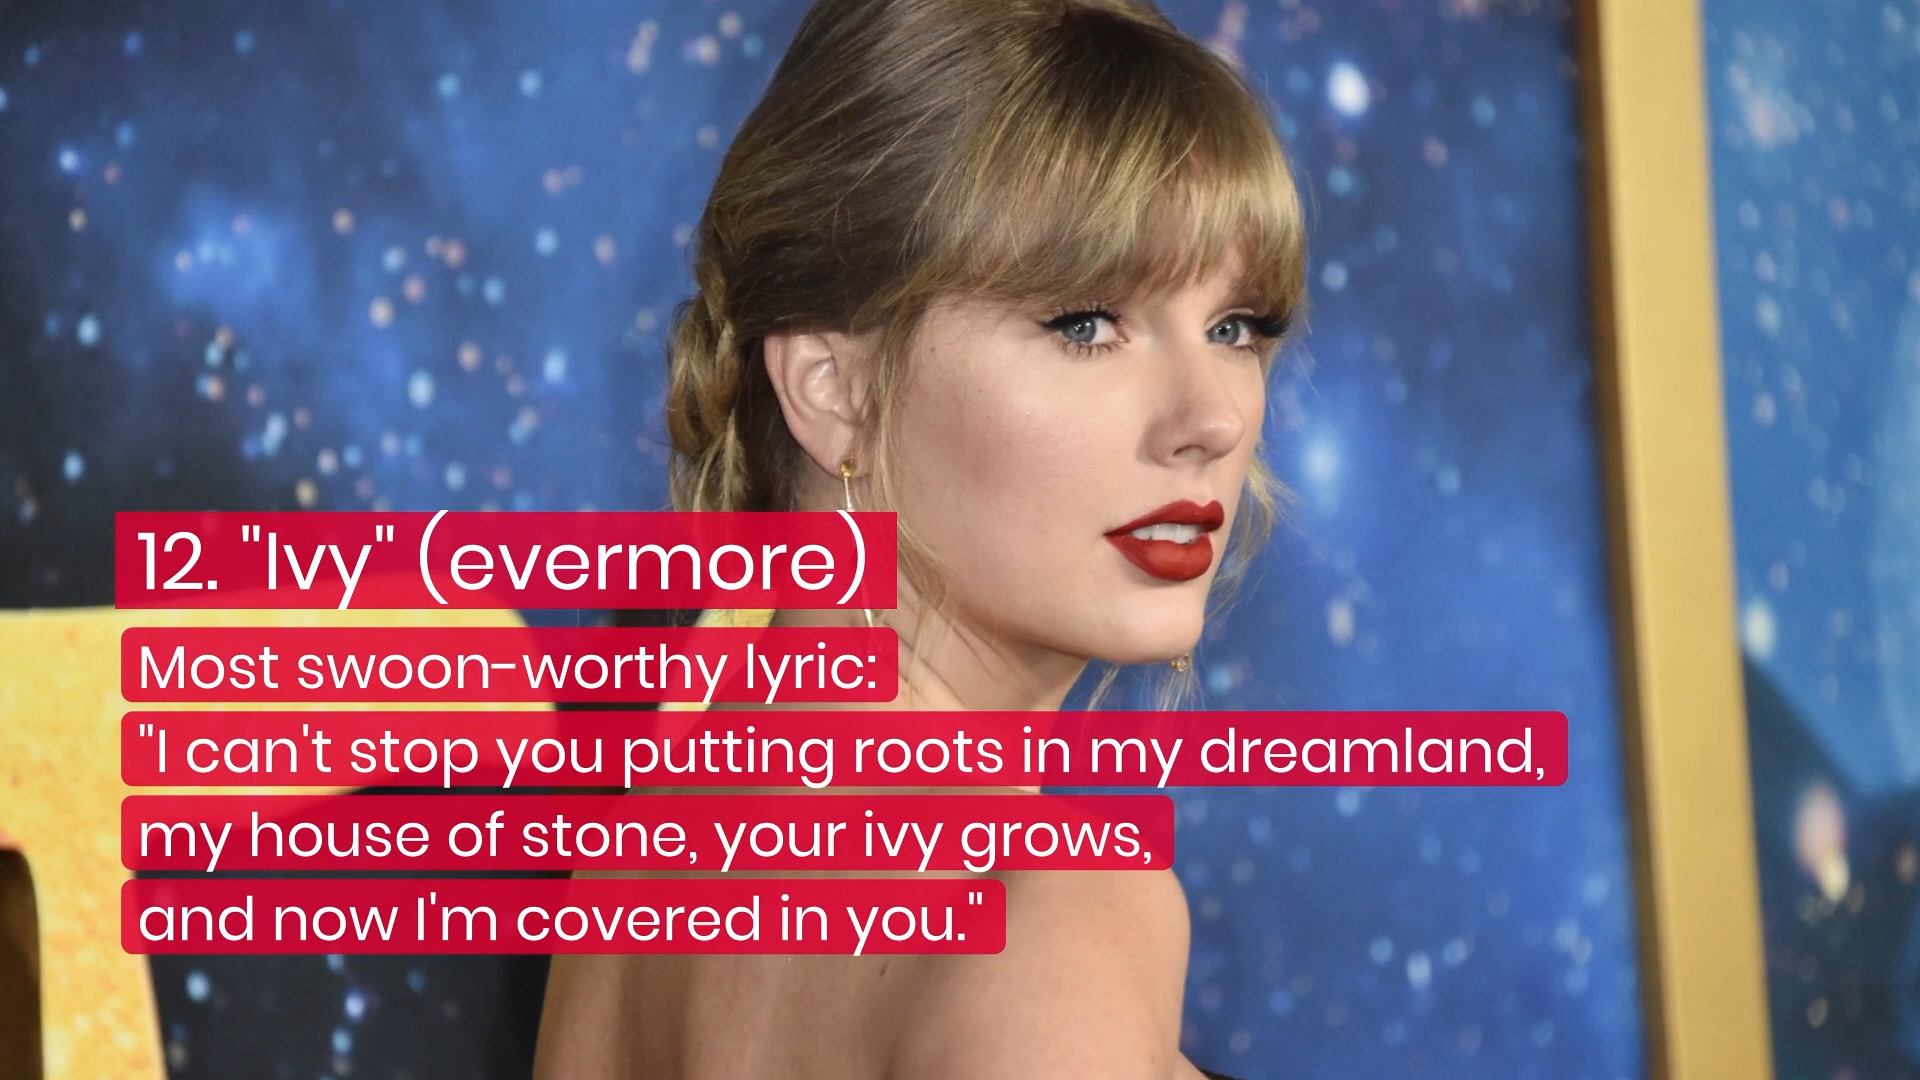 12. "Ivy" (evermore)
Most swoon-worthy lyric:
"I can't stop you putting roots in my dreamland,
my house of stone, your ivy grows,
and now I'm covered in you."